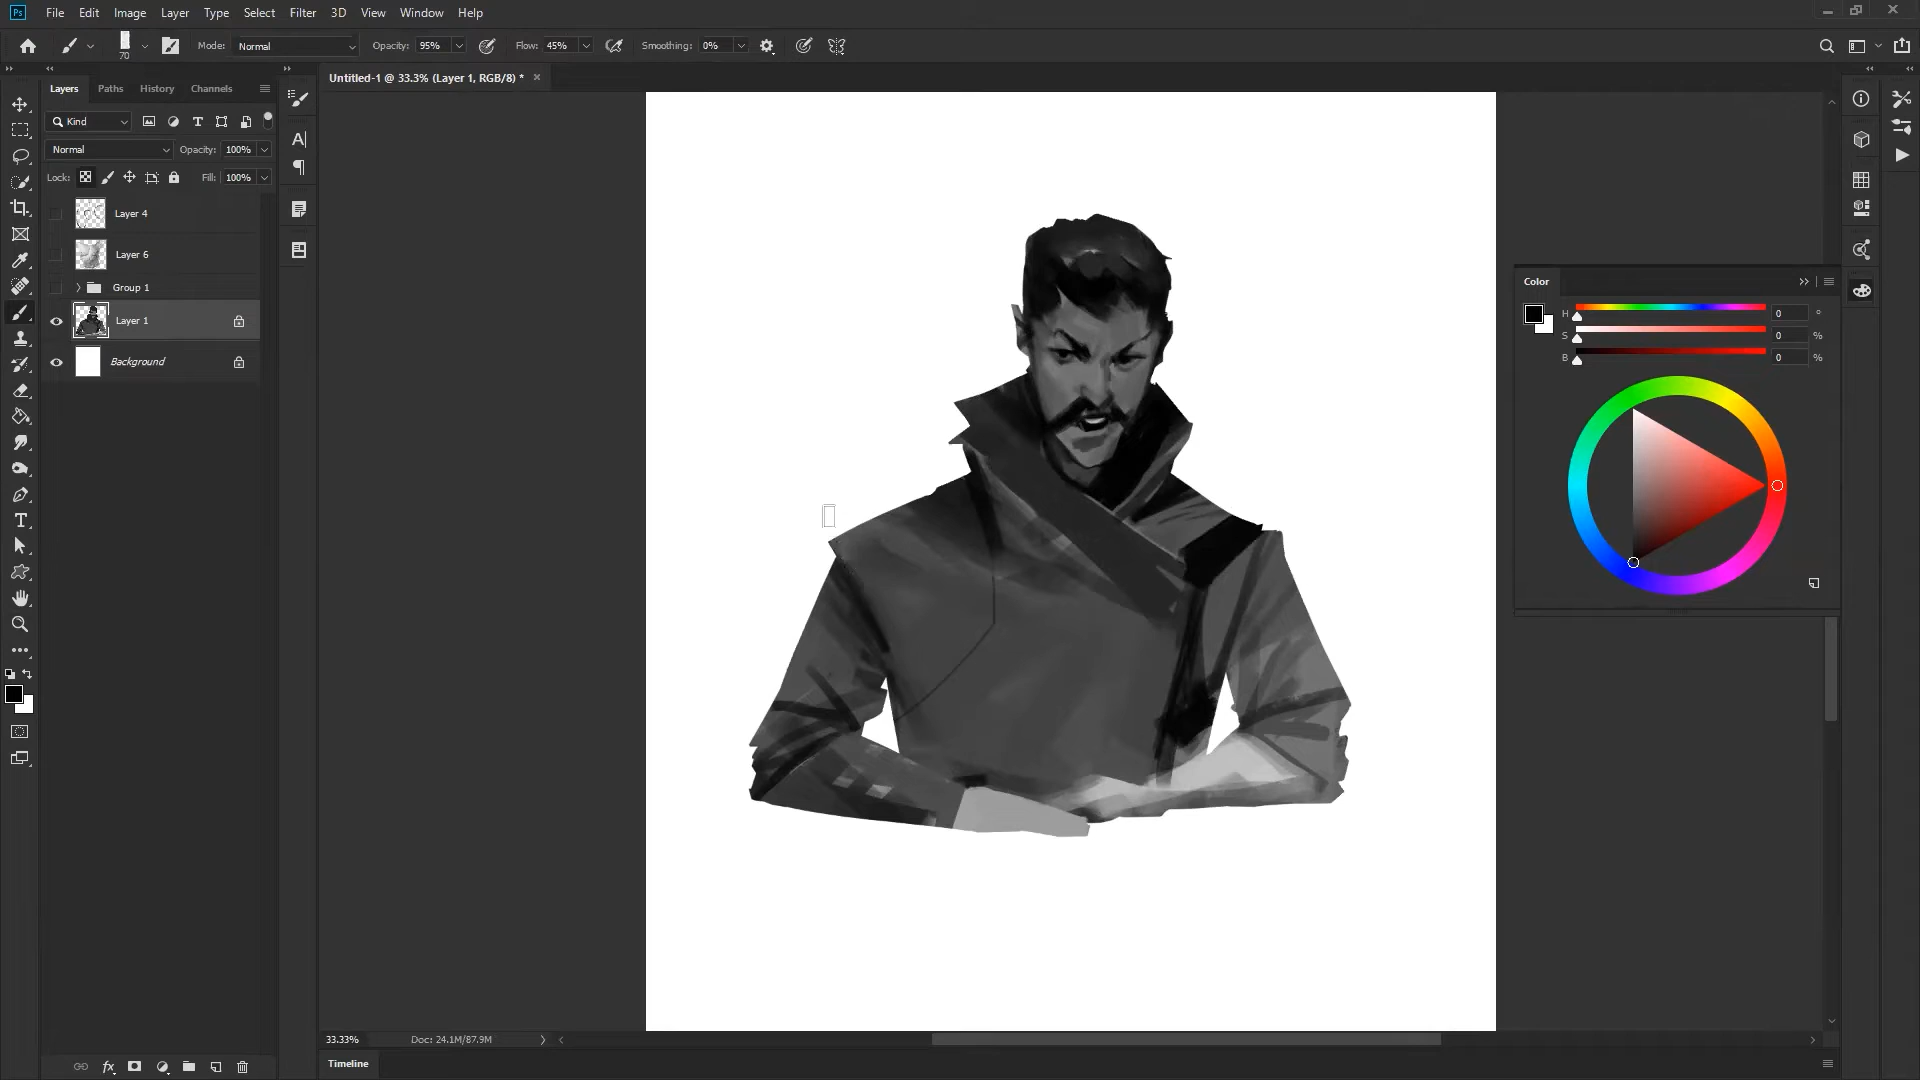 Ps File Edit Image Layer Type Select Filter 3D View Window Help
70 Mode: Normal Opacity: 95% Flow: 45% Smoothing: 0%
Untitled-1 @ 33.3% (Layer 1, RGB/8) *
Layers Paths History Channels
Kind
Normal Opacity: 100%
Lock: Fill: 100%
Layer 4
Layer 6
Group 1
Layer 1
Background
Color
H 0 °
S 0 %
B 0 %
33.33% Doc: 24.1M/87.9M
Timeline